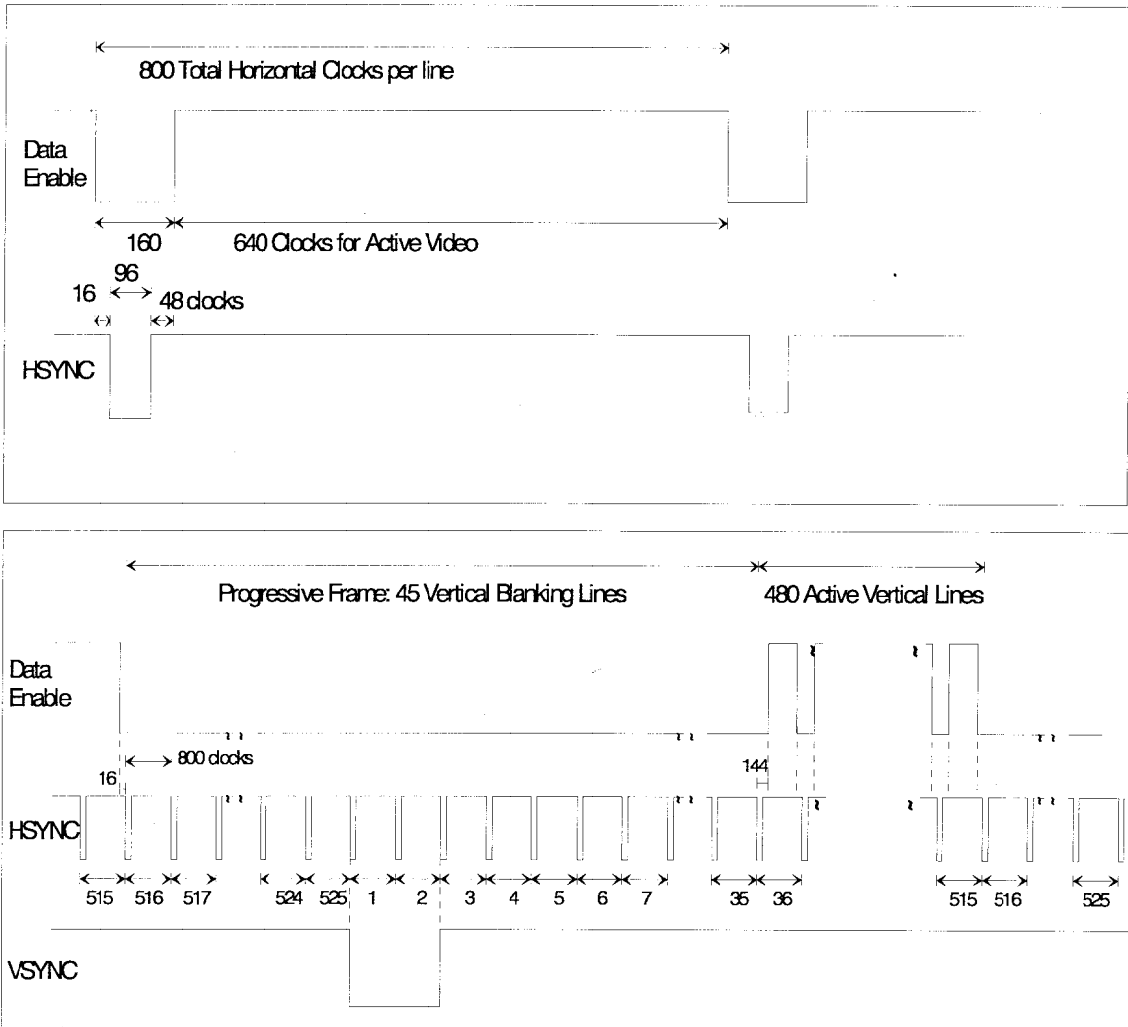 800 Total Horizontal Clocks per line
Data
Enable
160
640 Clocks for Active Video
96
16
48 clocks
HSYNC
Progressive Frame: 45 Vertical Blanking Lines
480 Active Vertical Lines
Data
Enable
800 clocks
16
144
HSYNC
515 516 517 524 525 1 2 3 4 5 6 7 35 36 515 516 525
VSYNC